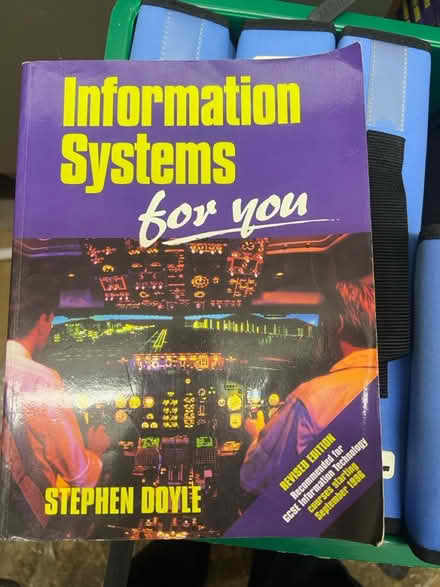 Information
Systems
for you
REVISED EDITION
Recommended for
GCSE Information Technology
courses starting
September 1996
STEPHEN DOYLE